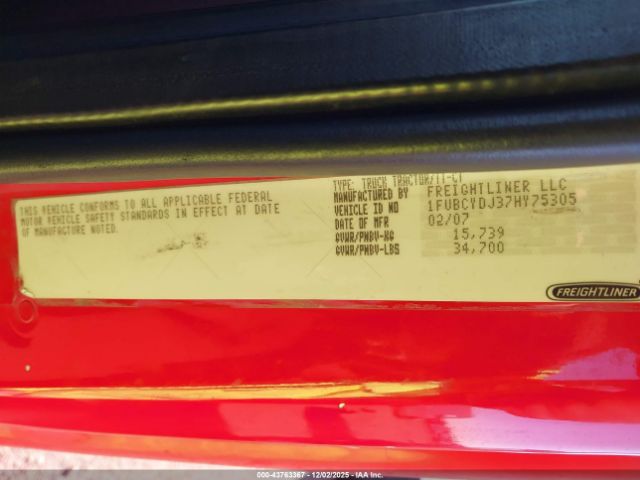 THIS VEHICLE CONFORMS TO ALL APPLICABLE FEDERAL
MOTOR VEHICLE SAFETY STANDARDS IN EFFECT AT DATE
OF MANUFACTURE NOTED.
TYPE: TRUCK TRACTOR/TT-CT
MANUFACTURED BY FREIGHTLINER LLC
VEHICLE ID NO 1FUBCYDJ37HY75305
DATE OF MFR 02/07
GVWR/PNBV-KG 15,739
GVWR/PNBV-LBS 34,700
FREIGHTLINER
000-43763367 - 12/02/2025 - IAA Inc.